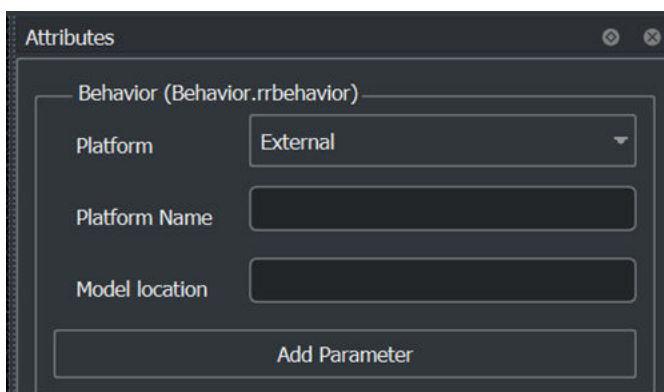 Attributes
Behavior (Behavior.rrbehavior)
Platform External
Platform Name
Model location
Add Parameter